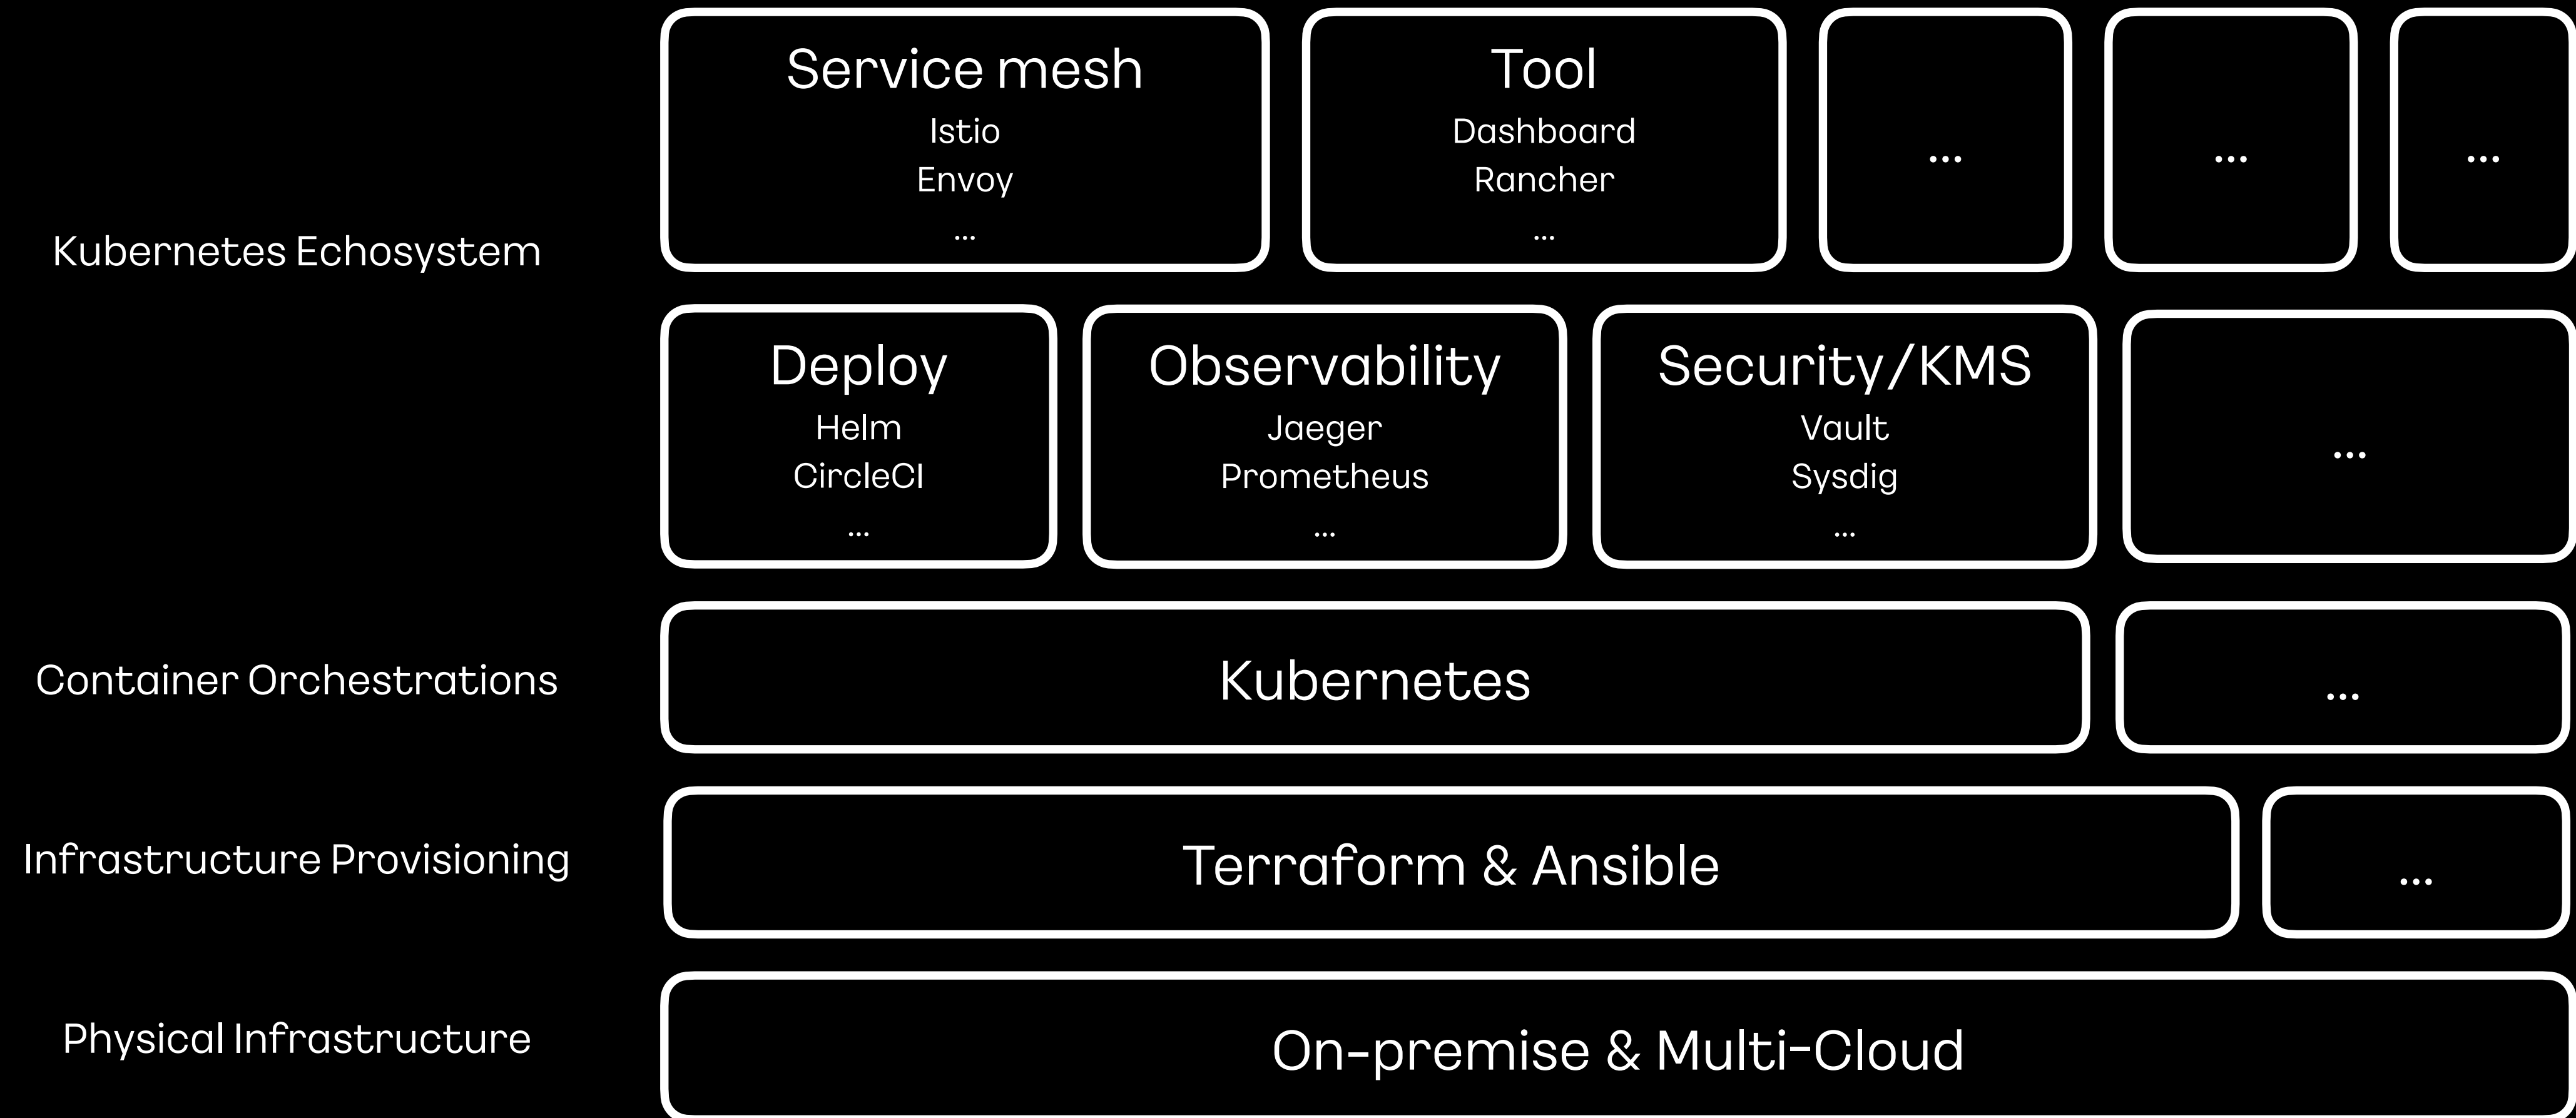 Kubernetes Echosystem
Service mesh
Istio
Envoy
...
Tool
Dashboard
Rancher
...
...
...
...
Deploy
Helm
CircleCI
...
Observability
Jaeger
Prometheus
...
Security/KMS
Vault
Sysdig
...
...
Container Orchestrations
Kubernetes
...
Infrastructure Provisioning
Terraform & Ansible
...
Physical Infrastructure
On-premise & Multi-Cloud